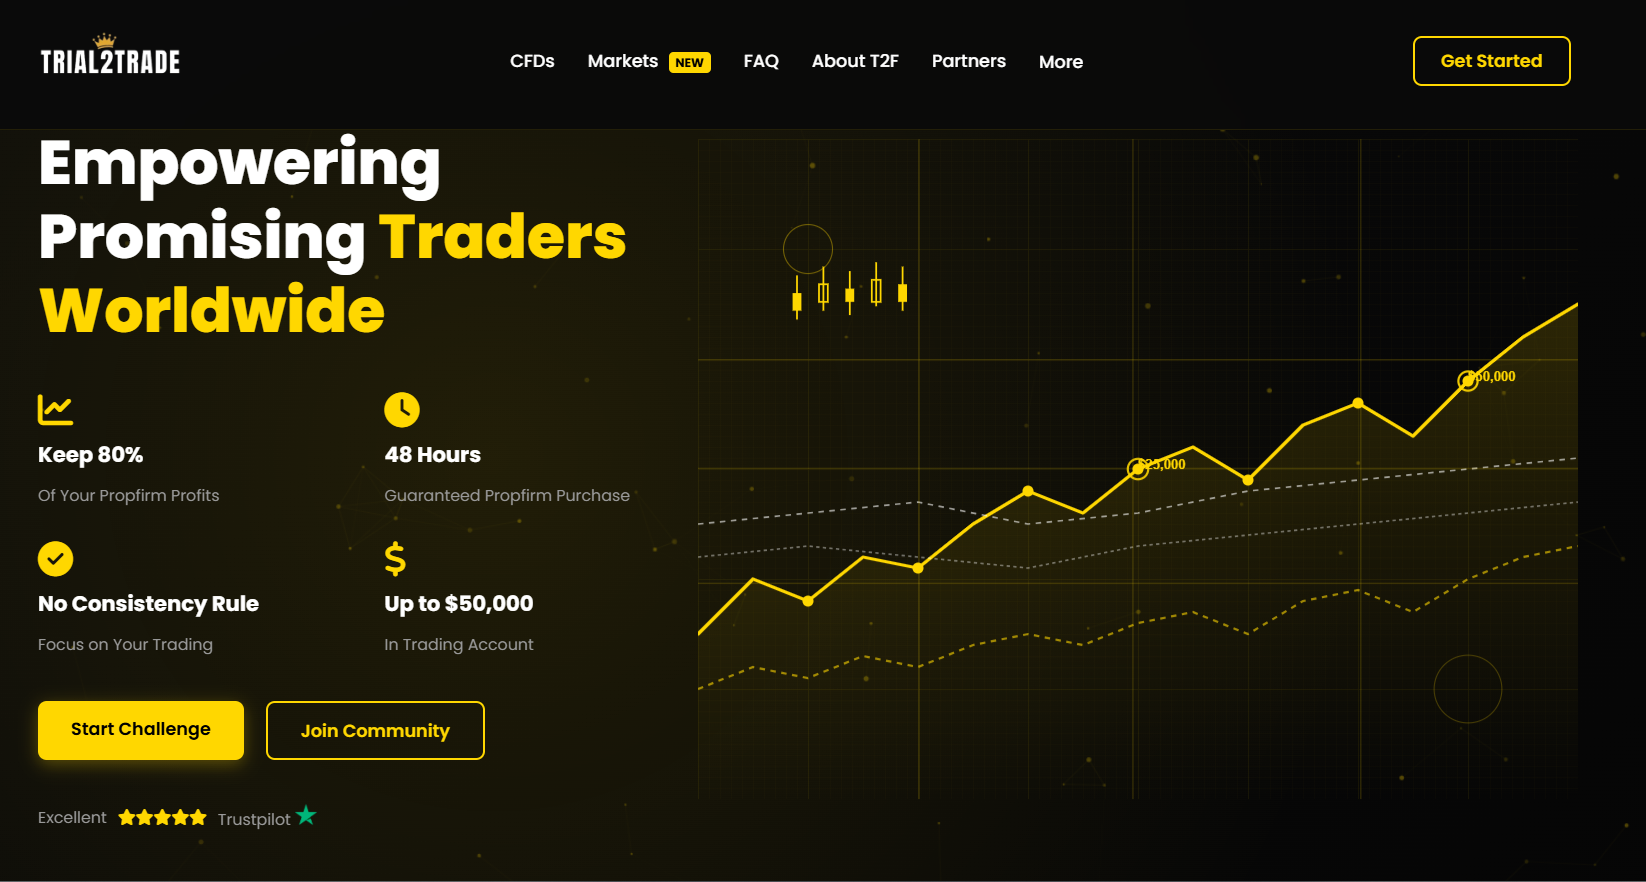 TRIAL2TRADE
CFDs Markets NEW FAQ About T2F Partners More
Get Started
Empowering
Promising Traders
Worldwide
Keep 80%
Of Your Propfirm Profits
48 Hours
Guaranteed Propfirm Purchase
No Consistency Rule
Focus on Your Trading
Up to $50,000
In Trading Account
Start Challenge
Join Community
Excellent Trustpilot
$25,000
$50,000